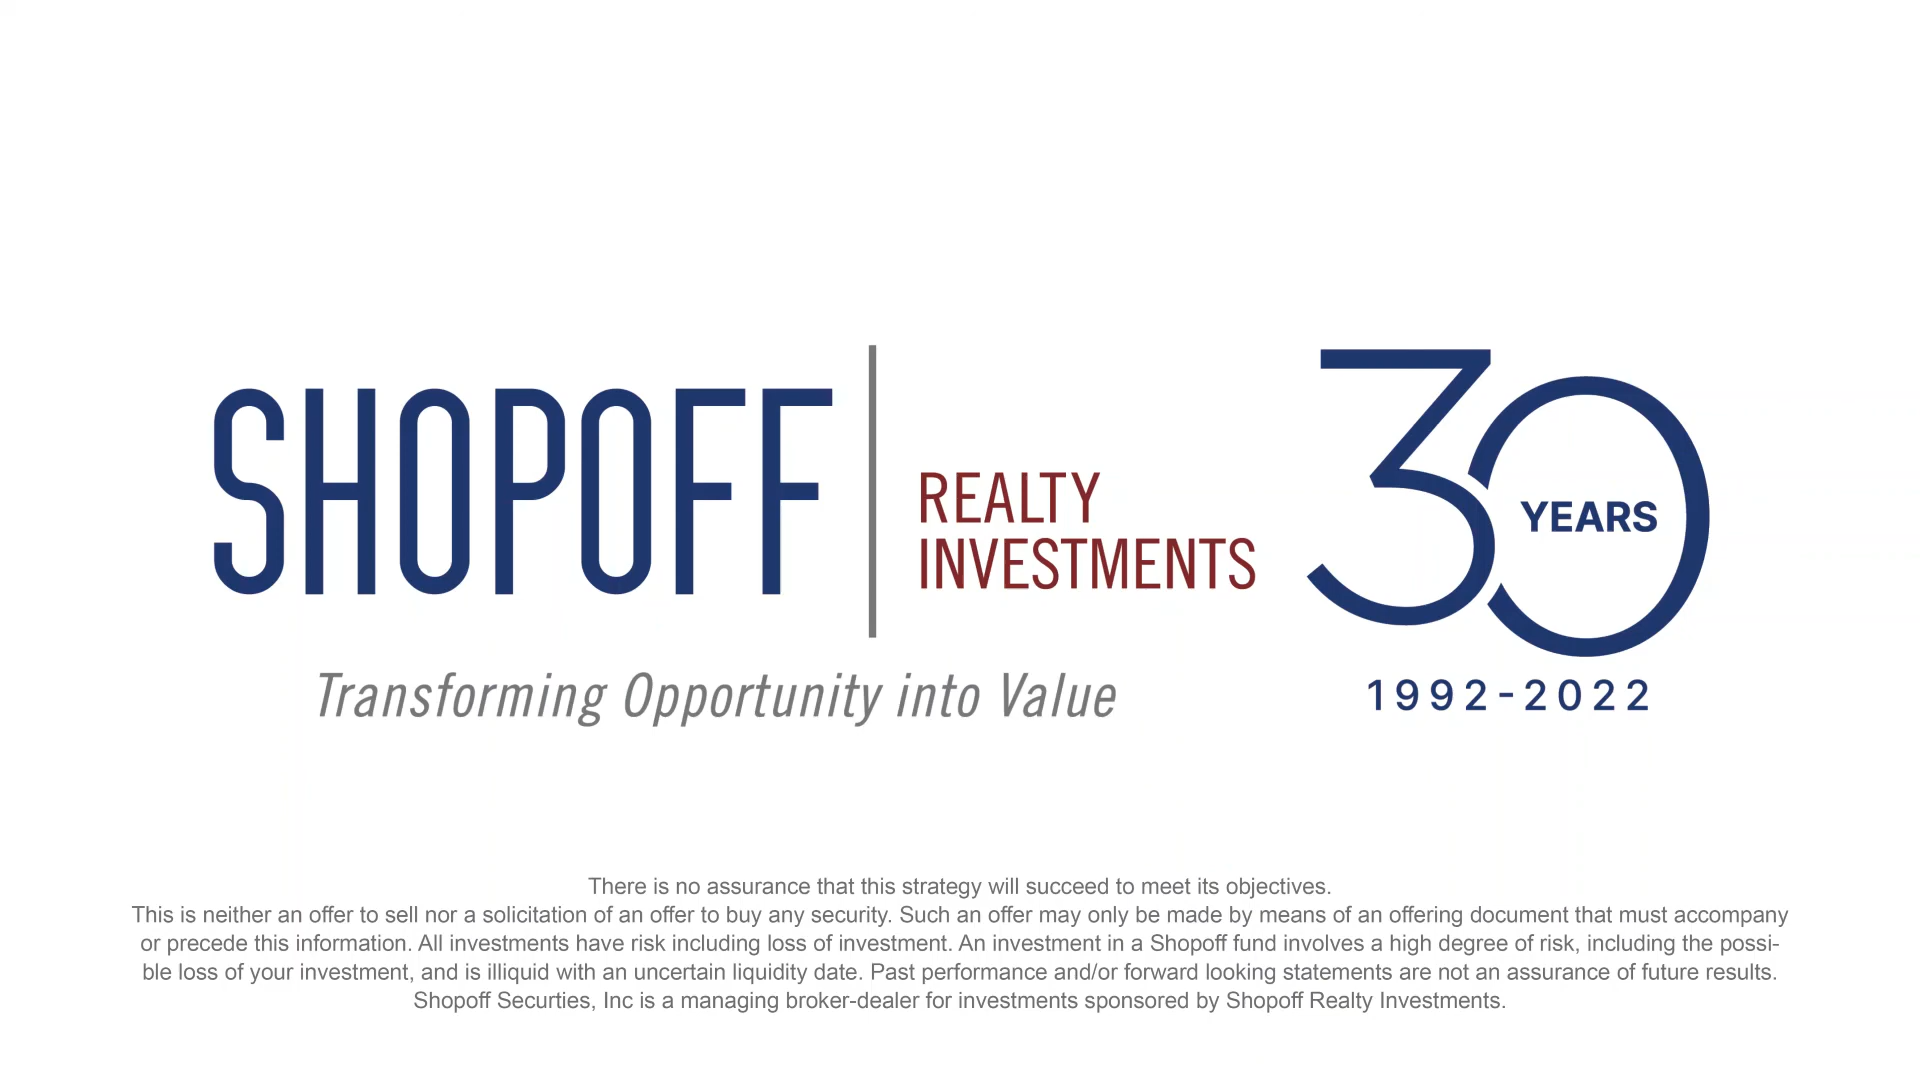 SHOPOFF
REALTY
INVESTMENTS
Transforming Opportunity into Value
30
YEARS
1992-2022
There is no assurance that this strategy will succeed to meet its objectives.
This is neither an offer to sell nor a solicitation of an offer to buy any security. Such an offer may only be made by means of an offering document that must accompany
or precede this information. All investments have risk including loss of investment. An investment in a Shopoff fund involves a high degree of risk, including the possi-
ble loss of your investment, and is illiquid with an uncertain liquidity date. Past performance and/or forward looking statements are not an assurance of future results.
Shopoff Securties, Inc is a managing broker-dealer for investments sponsored by Shopoff Realty Investments.